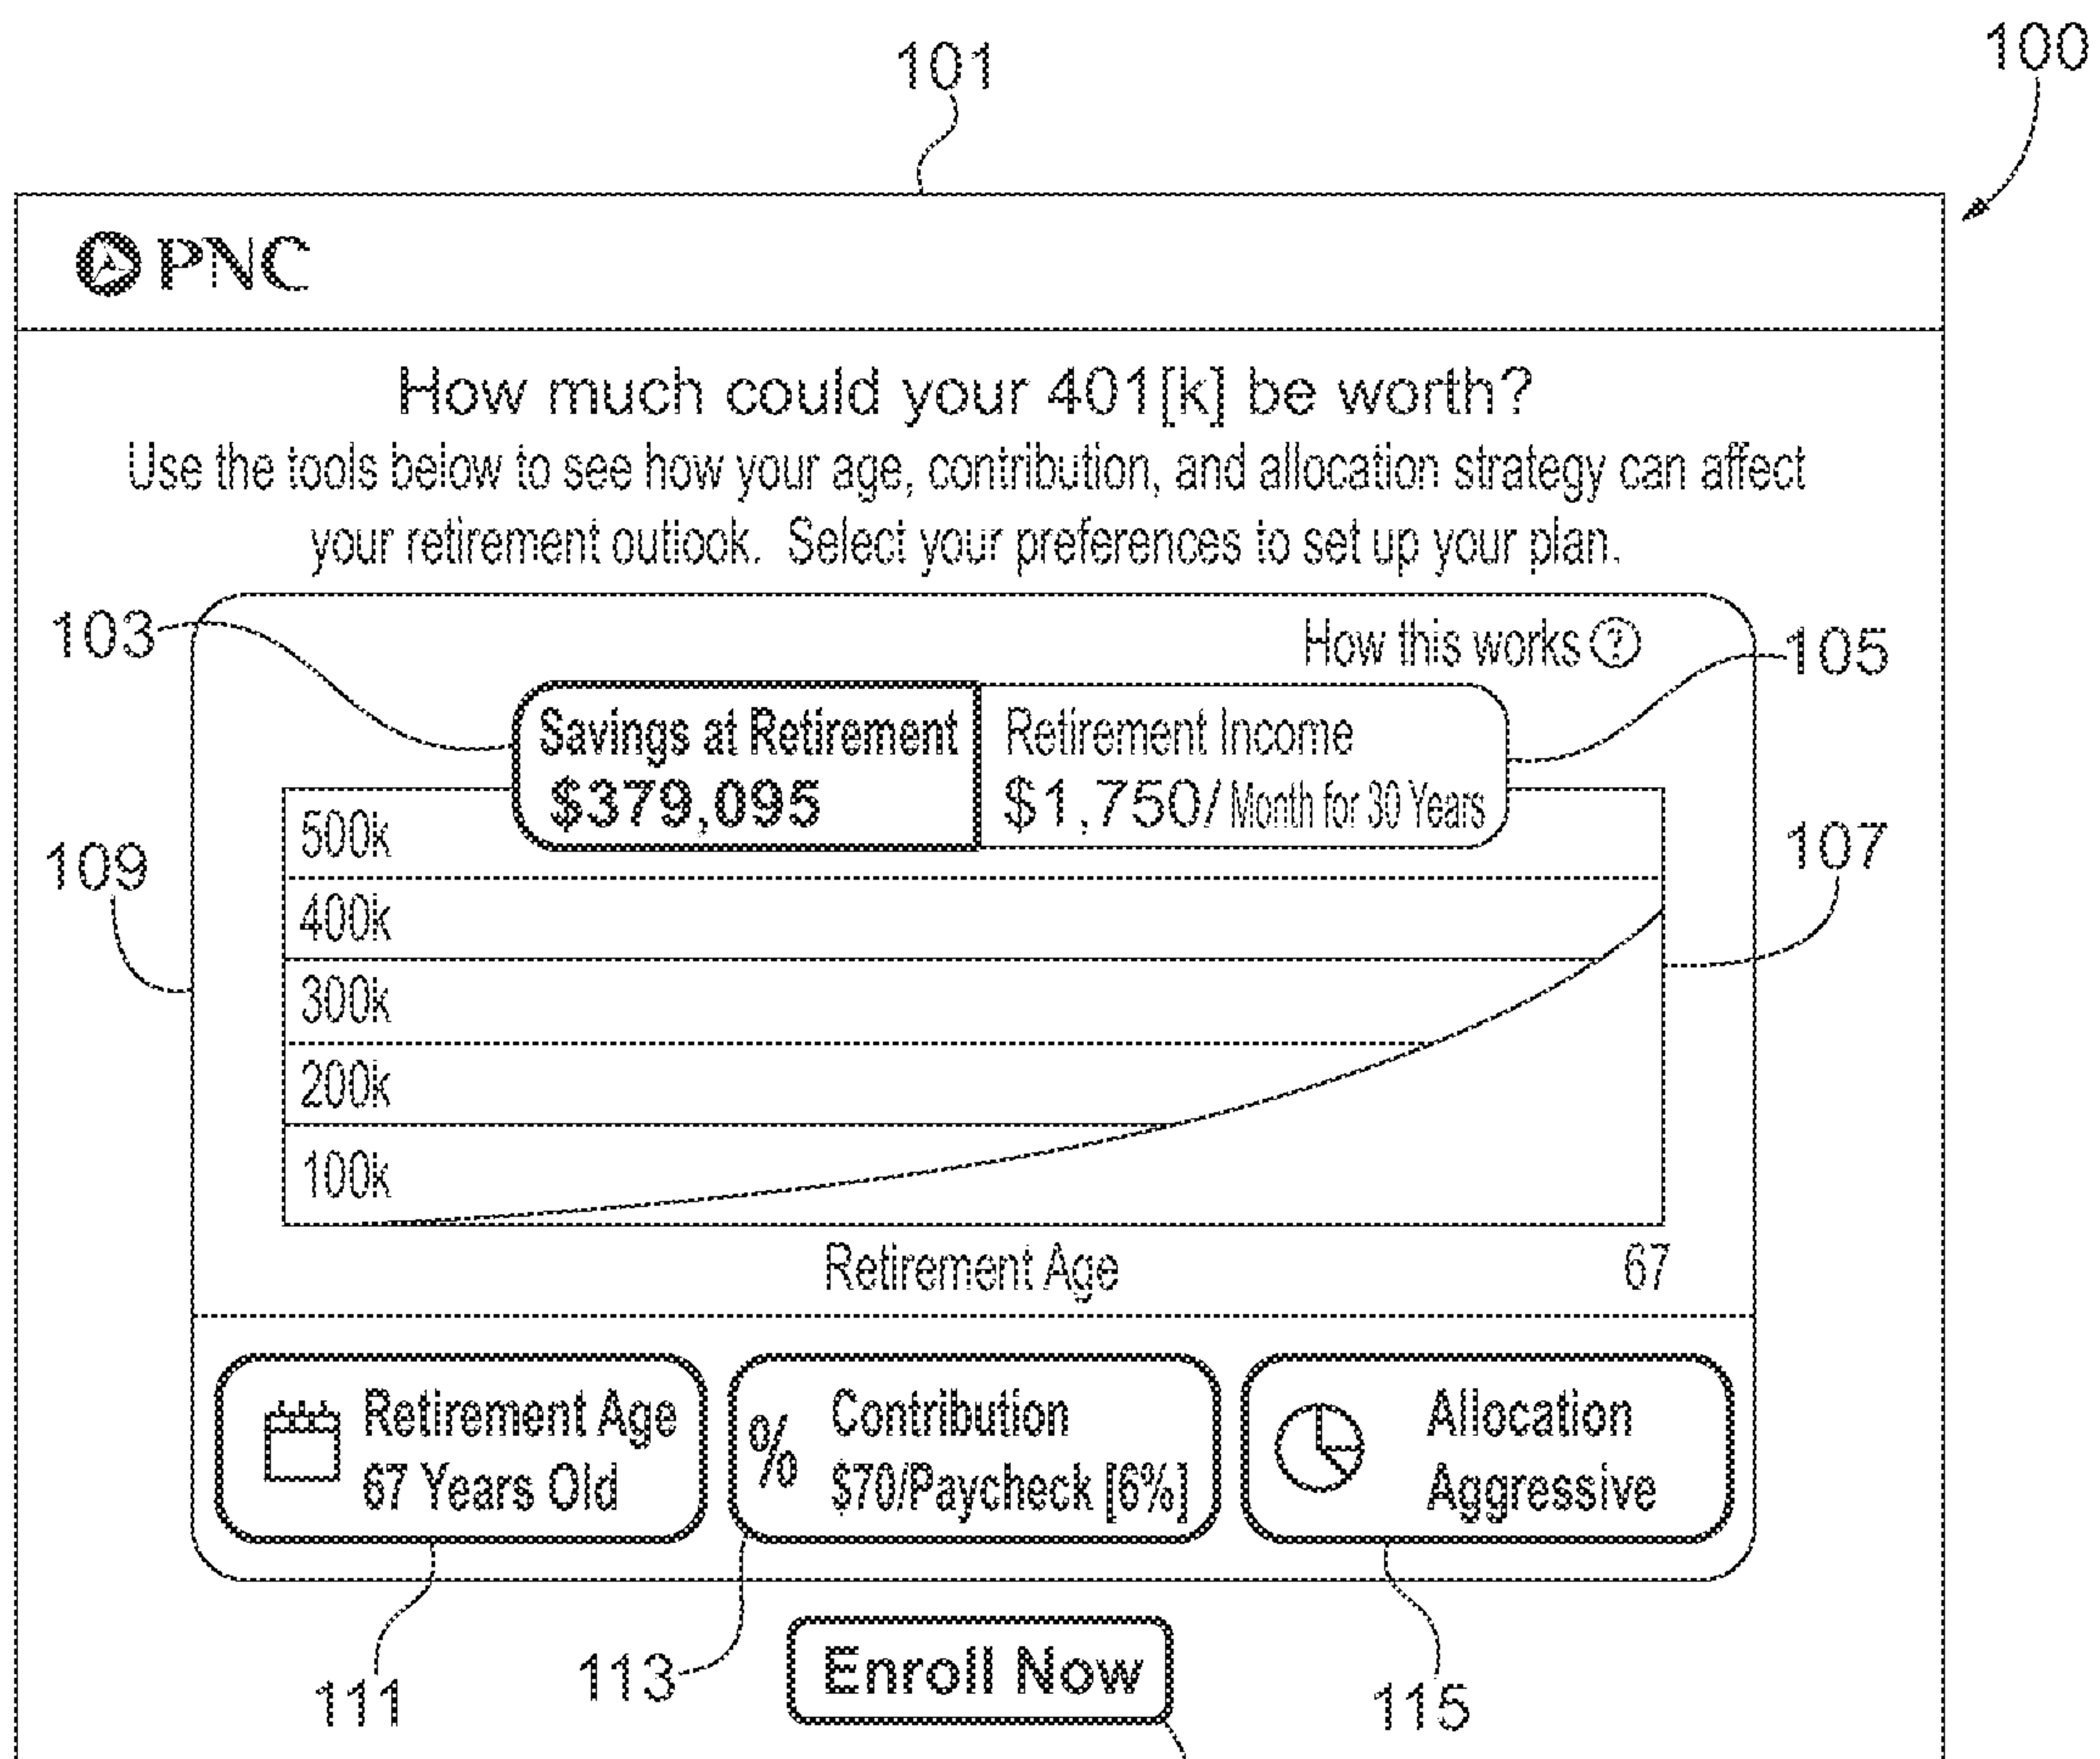 101
100
PNC
How much could your 401[k] be worth?
Use the tools below to see how your age, contribution, and allocation strategy can affect
your retirement outlook. Select your preferences to set up your plan.
103
How this works ?
105
Savings at Retirement
$379,095
Retirement Income
$1,750/ Month for 30 Years
109
107
500k
400k
300k
200k
100k
Retirement Age
67
Retirement Age
67 Years Old
%
Contribution
$70/Paycheck [6%]
Allocation
Aggressive
111
113
Enroll Now
115